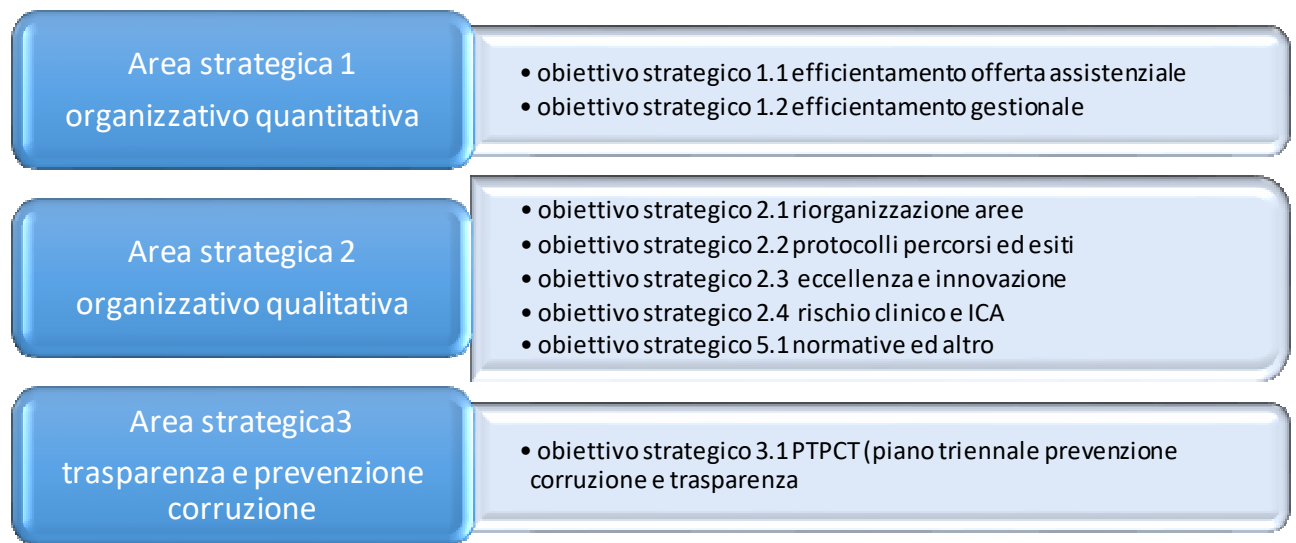 Area strategica 1
organizzativo quantitativa
• obiettivo strategico 1.1 efficientamento offerta assistenziale
• obiettivo strategico 1.2 efficientamento gestionale
Area strategica 2
organizzativo qualitativa
• obiettivo strategico 2.1 riorganizzazione aree
• obiettivo strategico 2.2 protocolli percorsi ed esiti
• obiettivo strategico 2.3 eccellenza e innovazione
• obiettivo strategico 2.4 rischio clinico e ICA
• obiettivo strategico 5.1 normative ed altro
Area strategica3
trasparenza e prevenzione
corruzione
• obiettivo strategico 3.1 PTPCT (piano triennale prevenzione
corruzione e trasparenza